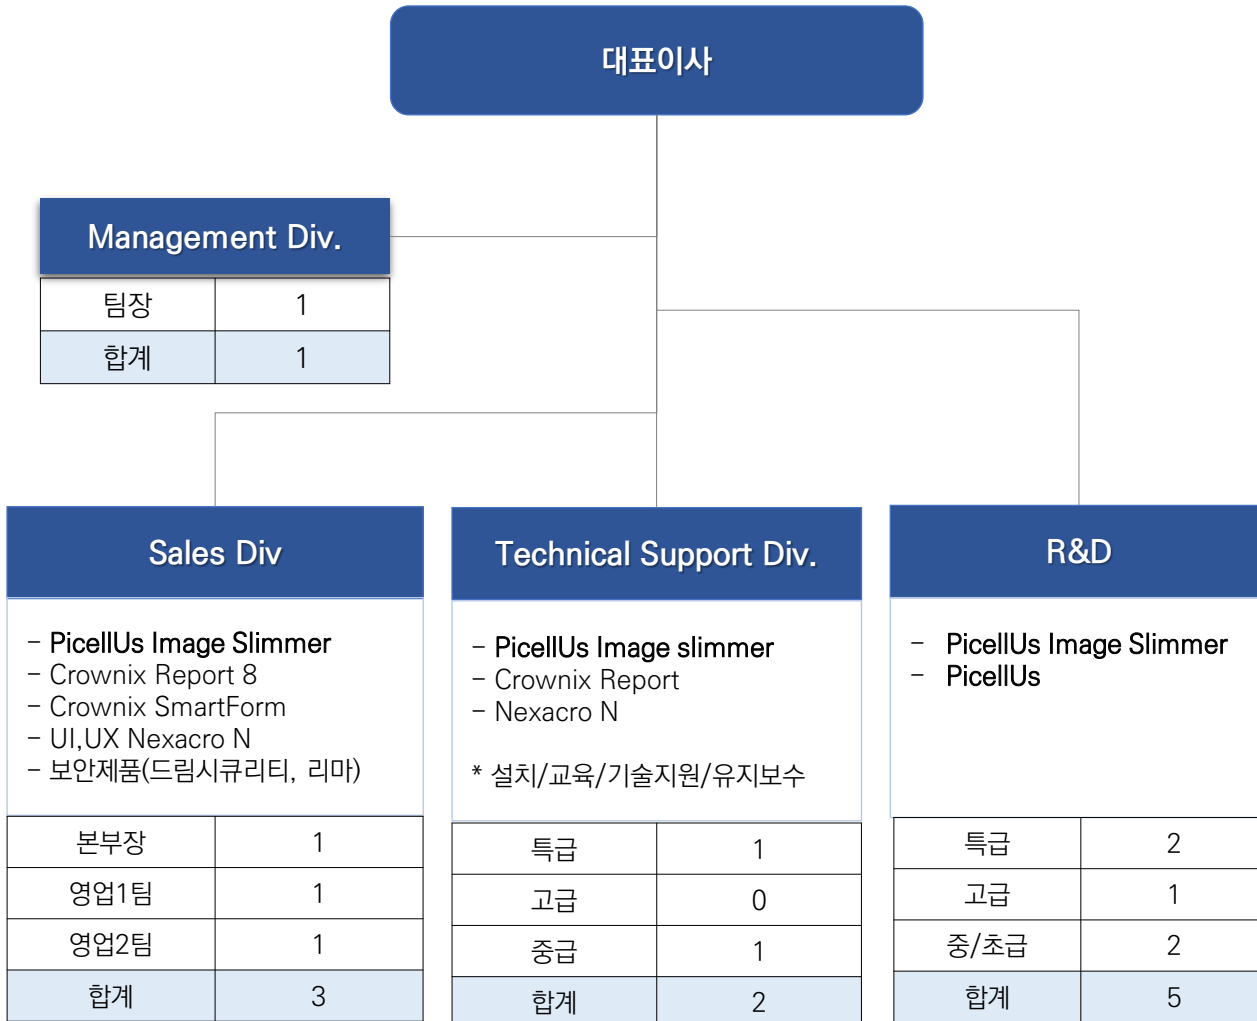 대표이사
Management Div.
팀장 1
합계 1
Sales Div
- PicellUs Image Slimmer
- Crownix Report 8
- Crownix SmartForm
- UI,UX Nexacro N
- 보안제품(드림시큐리티, 리마)
본부장 1
영업1팀 1
영업2팀 1
합계 3
Technical Support Div.
- PicellUs Image slimmer
- Crownix Report
- Nexacro N
* 설치/교육/기술지원/유지보수
특급 1
고급 0
중급 1
합계 2
R&D
- PicellUs Image Slimmer
- PicellUs
특급 2
고급 1
중/초급 2
합계 5